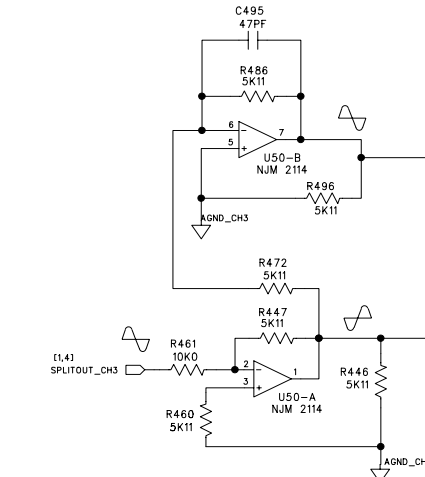 C495
47PF
R486
5K11
6
7
5
U50-B
NJM 2114
R496
5K11
AGND_CH3
R472
5K11
R447
5K11
[1,4]
SPLITOUT_CH3
R461
10K0
2
3
1
U50-A
NJM 2114
R446
5K11
R460
5K11
AGND_CH